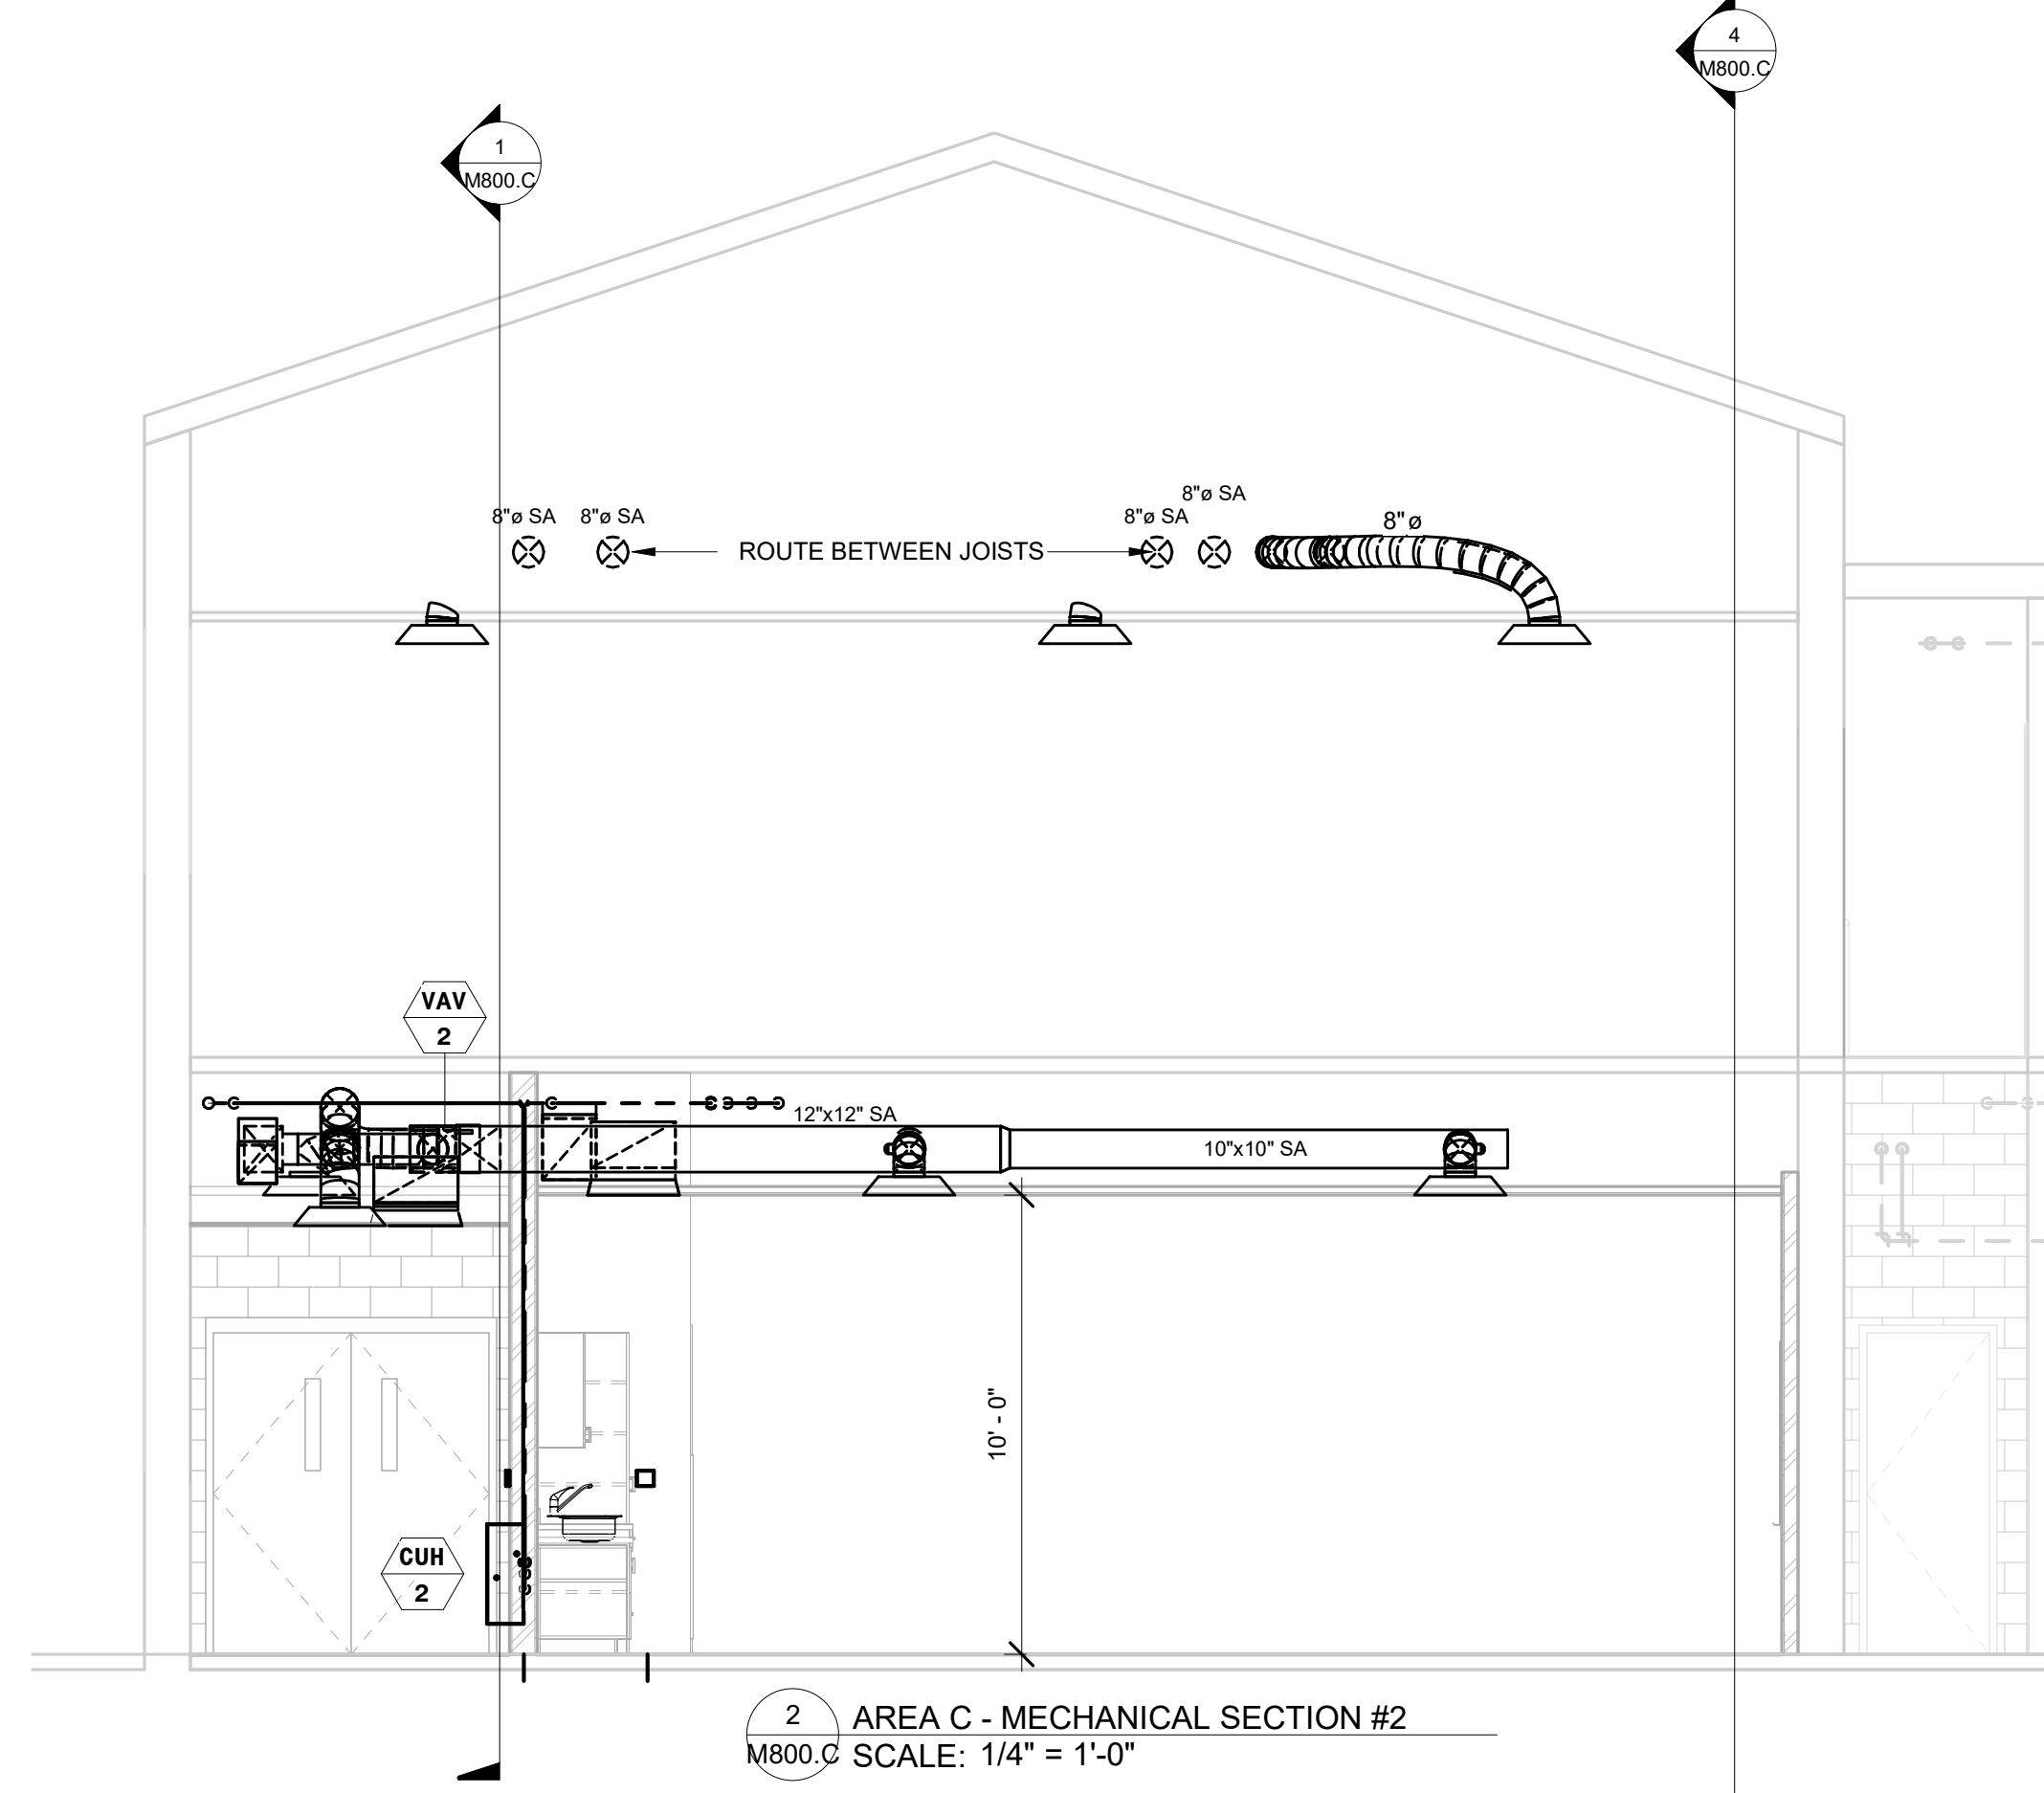 4
M800.C
1
M800.C
8"ø SA
8"ø SA
8"ø SA
8"ø SA
8"ø
ROUTE BETWEEN JOISTS
VAV
2
12"x12" SA
10"x10" SA
10' - 0"
CUH
2
2
M800.C
AREA C - MECHANICAL SECTION #2
SCALE: 1/4" = 1'-0"